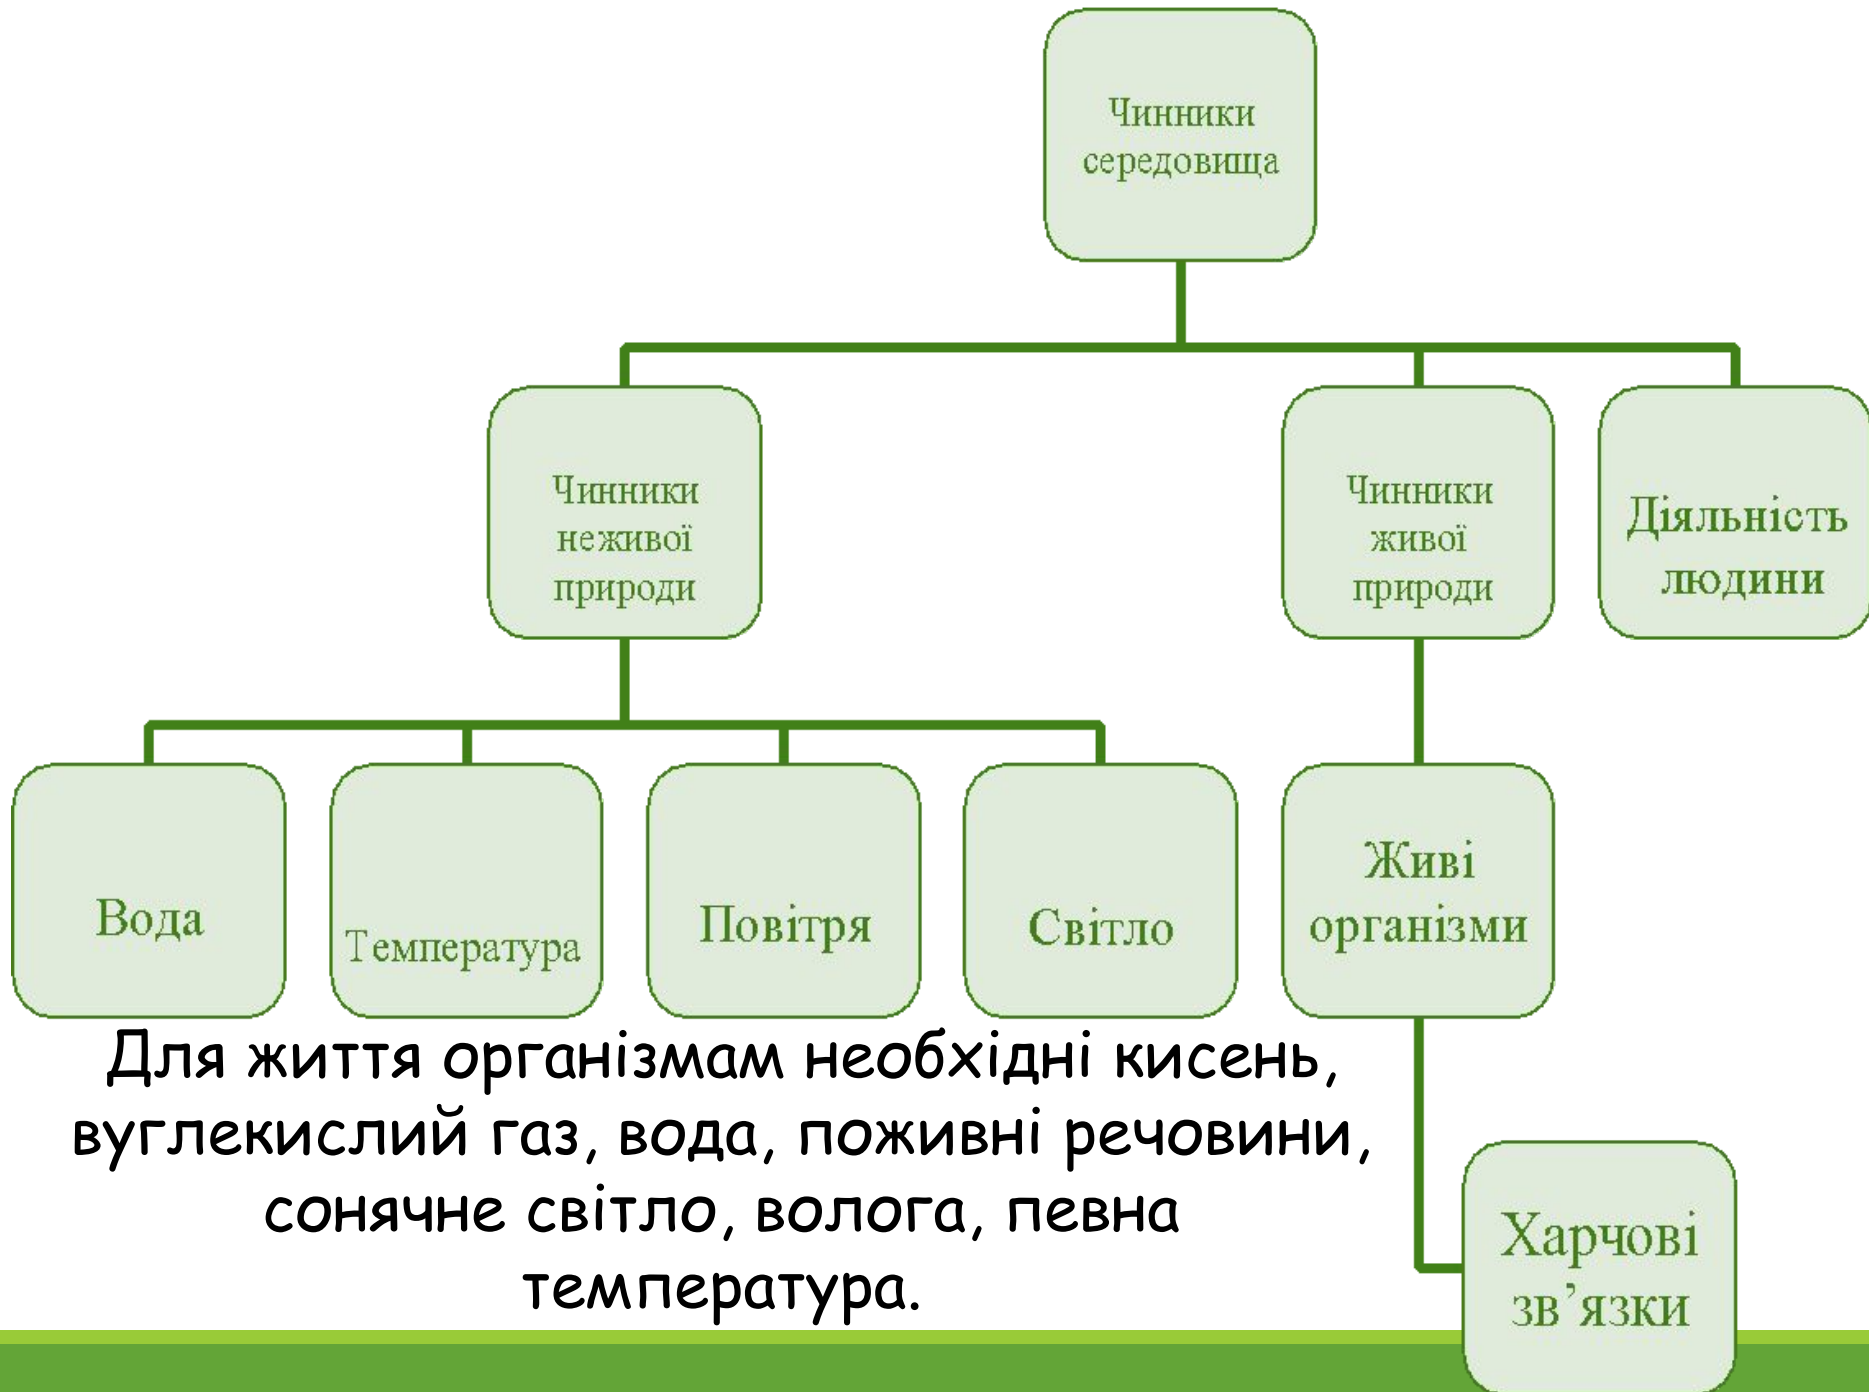 Чинники
середовища
Чинники
неживої
природи
Чинники
живої
природи
Діяльність
людини
Вода
Температура
Повітря
Світло
Живі
організми
Для життя організмам необхідні кисень,
вуглекислий газ, вода, поживні речовини,
сонячне світло, волога, певна
температура.
Харчові
зв’язки